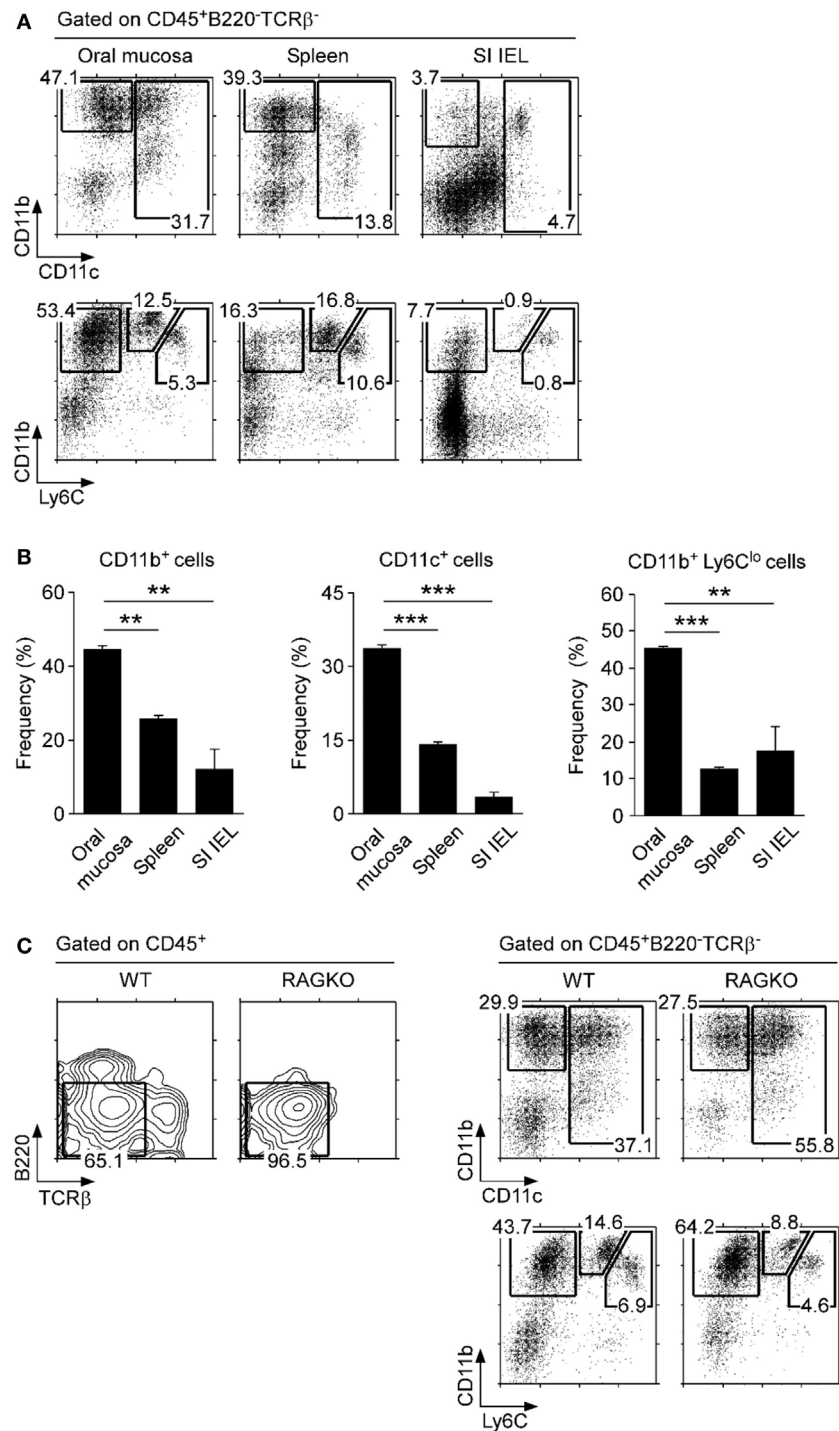 A
Gated on CD45⁺B220⁻TCRβ⁻
Oral mucosa Spleen SI IEL
47.1 39.3 3.7
31.7 13.8 4.7
CD11b
CD11c
53.4 12.5 16.3 16.8 7.7 0.9
5.3 10.6 0.8
CD11b
Ly6C
B
CD11b⁺ cells
60
40
20
0
Frequency (%)
**
**
Oral mucosa
Spleen
SI IEL
CD11c⁺ cells
45
30
15
0
Frequency (%)
***
***
Oral mucosa
Spleen
SI IEL
CD11b⁺ Ly6Cˡᵒ cells
60
50
40
30
20
10
0
Frequency (%)
**
***
Oral mucosa
Spleen
SI IEL
C
Gated on CD45⁺
WT RAGKO
65.1 96.5
B220
TCRβ
Gated on CD45⁺B220⁻TCRβ⁻
WT RAGKO
29.9 27.5
37.1 55.8
CD11b
CD11c
43.7 14.6 64.2 8.8
6.9 4.6
CD11b
Ly6C